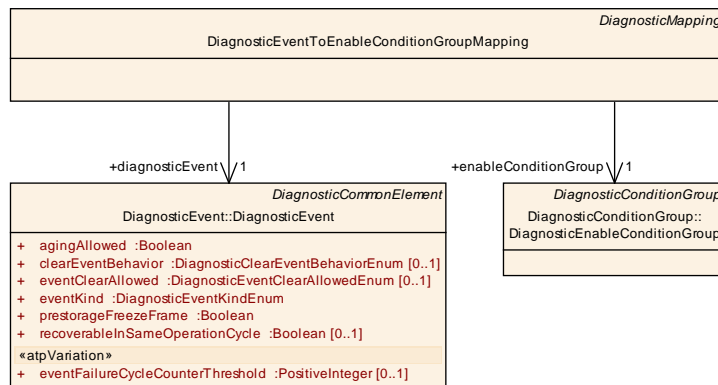 DiagnosticMapping
DiagnosticEventToEnableConditionGroupMapping
+diagnosticEvent 1
+enableConditionGroup 1
DiagnosticCommonElement
DiagnosticEvent::DiagnosticEvent
+ agingAllowed :Boolean
+ clearEventBehavior :DiagnosticClearEventBehaviorEnum [0..1]
+ eventClearAllowed :DiagnosticEventClearAllowedEnum [0..1]
+ eventKind :DiagnosticEventKindEnum
+ prestorageFreezeFrame :Boolean
+ recoverableInSameOperationCycle :Boolean [0..1]
«atpVariation»
+ eventFailureCycleCounterThreshold :PositiveInteger [0..1]
DiagnosticConditionGroup
DiagnosticConditionGroup::
DiagnosticEnableConditionGroup